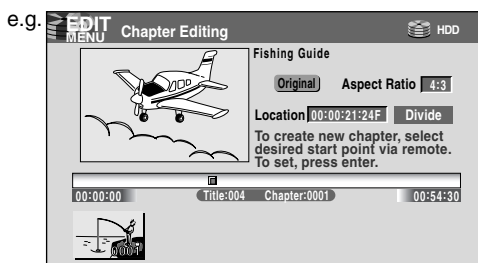 e.g.
EDIT
MENU
Chapter Editing
HDD
Fishing Guide
Original
Aspect Ratio 4:3
Location 00:00:21:24F Divide
To create new chapter, select
desired start point via remote.
To set, press enter.
00:00:00 Title:004 Chapter:0001 00:54:30
0001